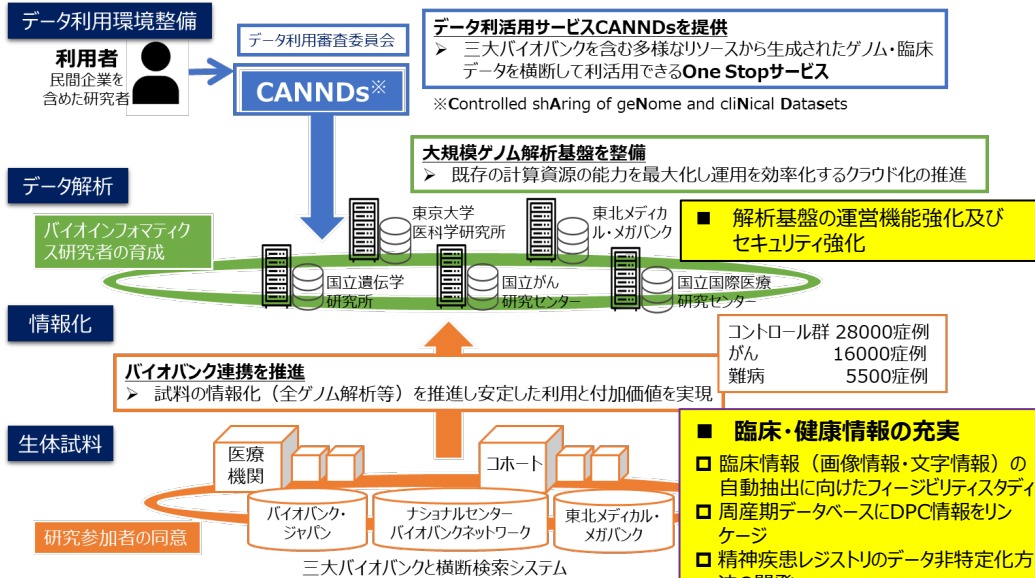 データ利用環境整備
利用者
民間企業を
含めた研究者
データ利用審査委員会
CANNDs※
データ利活用サービスCANNDsを提供
➢ 三大バイオバンクを含む多様なリソースから生成されたゲノム・臨床
データを横断して利活用できるOne Stopサービス
※Controlled shAring of geNome and cliNical Datasets
大規模ゲノム解析基盤を整備
➢ 既存の計算資源の能力を最大化し運用を効率化するクラウド化の推進
データ解析
バイオインフォマティク
ス研究者の育成
東京大学
医科学研究所
東北メディカ
ル・メガバンク
■ 解析基盤の運営機能強化及び
セキュリティ強化
国立遺伝学
研究所
国立がん
研究センター
国立国際医療
研究センター
情報化
コントロール群 28000症例
がん 16000症例
難病 5500症例
バイオバンク連携を推進
➢ 試料の情報化（全ゲノム解析等）を推進し安定した利用と付加価値を実現
生体試料
医療
機関
コホート
バイオバンク・
ジャパン
ナショナルセンター
バイオバンクネットワーク
東北メディカル・
メガバンク
研究参加者の同意
三大バイオバンクと横断検索システム
■ 臨床・健康情報の充実
臨床情報（画像情報・文字情報）の
自動抽出に向けたフィージビリティスタディ
周産期データベースにDPC情報をリン
ケージ
精神疾患レジストリのデータ非特定化方